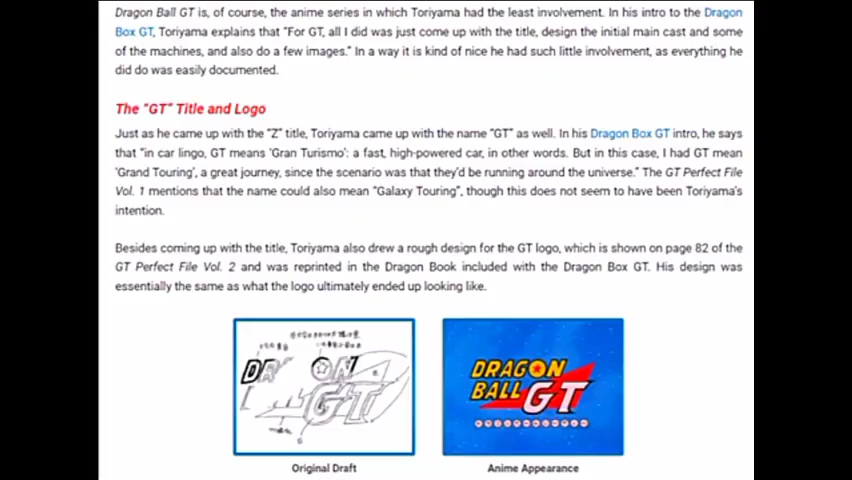 Dragon Ball GT is, of course, the anime series in which Toriyama had the least involvement. In his intro to the Dragon
Box GT, Toriyama explains that “For GT, all I did was just come up with the title, design the initial main cast and some
of the machines, and also do a few images.” In a way it is kind of nice he had such little involvement, as everything he
did do was easily documented.
The “GT” Title and Logo
Just as he came up with the “Z” title, Toriyama came up with the name “GT” as well. In his Dragon Box GT intro, he says
that “in car lingo, GT means ‘Gran Turismo’: a fast, high-powered car, in other words. But in this case, I had GT mean
‘Grand Touring’, a great journey, since the scenario was that they’d be running around the universe.” The GT Perfect File
Vol. 1 mentions that the name could also mean “Galaxy Touring”, though this does not seem to have been Toriyama’s
intention.
Besides coming up with the title, Toriyama also drew a rough design for the GT logo, which is shown on page 82 of the
GT Perfect File Vol. 2 and was reprinted in the Dragon Book included with the Dragon Box GT. His design was
essentially the same as what the logo ultimately ended up looking like.
DRAGON
GT
DRAGON
BALL GT
Original Draft
Anime Appearance